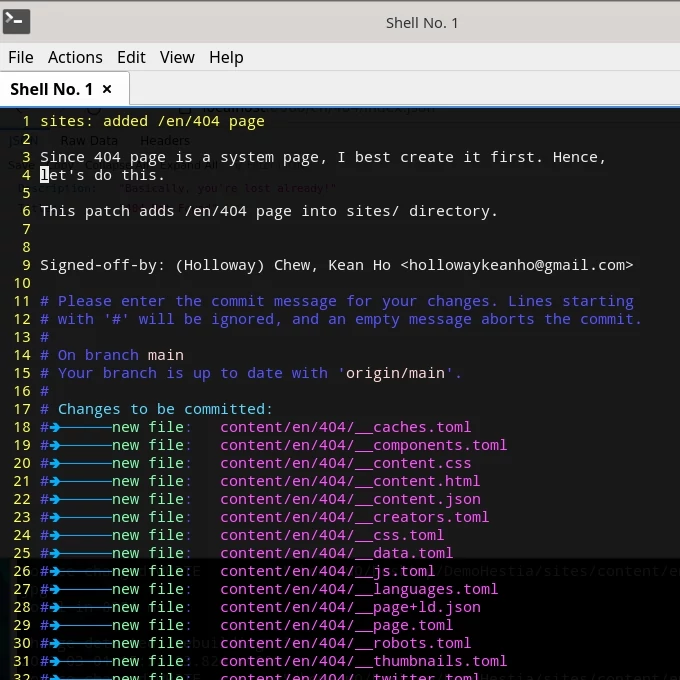 Shell No. 1
File Actions Edit View Help
Shell No. 1 ×
1 sites: added /en/404 page
2
3 Since 404 page is a system page, I best create it first. Hence,
4 let's do this.
5
6 This patch adds /en/404 page into sites/ directory.
7
8
9 Signed-off-by: (Holloway) Chew, Kean Ho <hollowaykeanho@gmail.com>
10
11 # Please enter the commit message for your changes. Lines starting
12 # with '#' will be ignored, and an empty message aborts the commit.
13 #
14 # On branch main
15 # Your branch is up to date with 'origin/main'.
16 #
17 # Changes to be committed:
18 #→──────new file:   content/en/404/__caches.toml
19 #→──────new file:   content/en/404/__components.toml
20 #→──────new file:   content/en/404/__content.css
21 #→──────new file:   content/en/404/__content.html
22 #→──────new file:   content/en/404/__content.json
23 #→──────new file:   content/en/404/__creators.toml
24 #→──────new file:   content/en/404/__css.toml
25 #→──────new file:   content/en/404/__data.toml
26 #→──────new file:   content/en/404/__js.toml
27 #→──────new file:   content/en/404/__languages.toml
28 #→──────new file:   content/en/404/__page+ld.json
29 #→──────new file:   content/en/404/__page.toml
30 #→──────new file:   content/en/404/__robots.toml
31 #→──────new file:   content/en/404/__thumbnails.toml
32 #→──────new file:   content/en/404/__twitter.toml